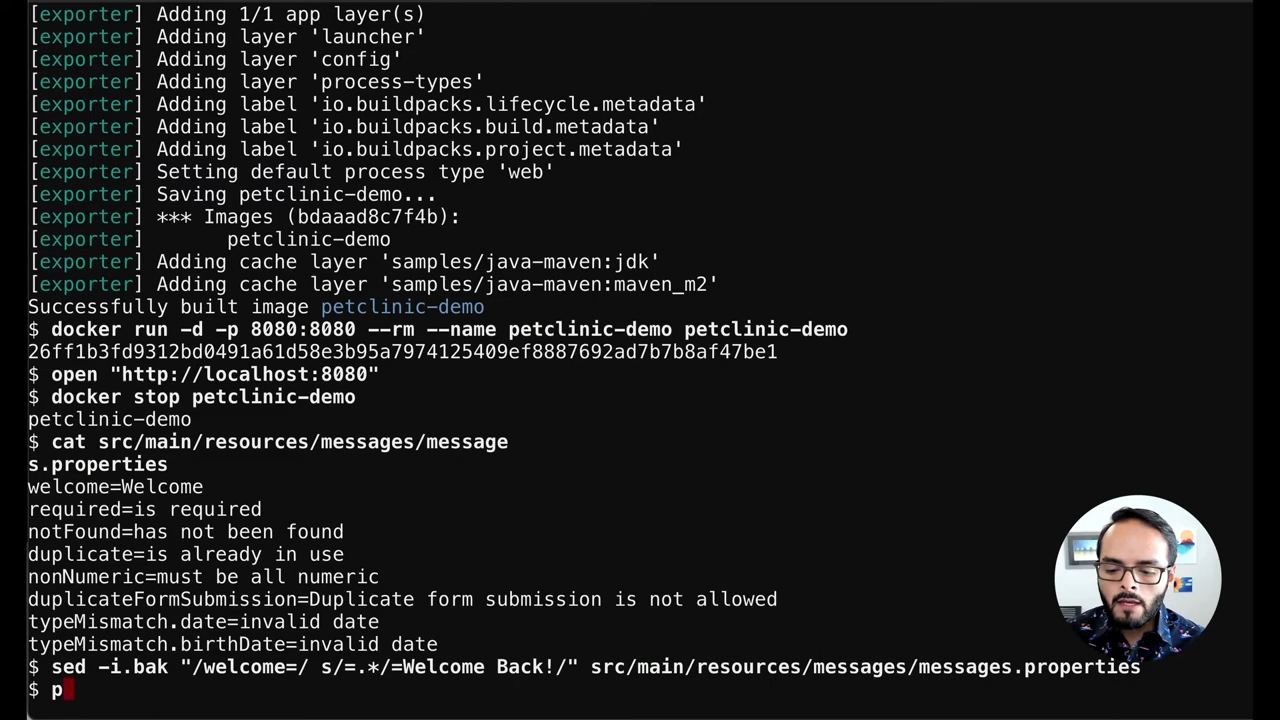 [exporter] Adding 1/1 app layer(s)
[exporter] Adding layer 'launcher'
[exporter] Adding layer 'config'
[exporter] Adding layer 'process-types'
[exporter] Adding label 'io.buildpacks.lifecycle.metadata'
[exporter] Adding label 'io.buildpacks.build.metadata'
[exporter] Adding label 'io.buildpacks.project.metadata'
[exporter] Setting default process type 'web'
[exporter] Saving petclinic-demo...
[exporter] *** Images (bdaaad8c7f4b):
[exporter]       petclinic-demo
[exporter] Adding cache layer 'samples/java-maven:jdk'
[exporter] Adding cache layer 'samples/java-maven:maven_m2'
Successfully built image petclinic-demo
$ docker run -d -p 8080:8080 --rm --name petclinic-demo petclinic-demo
26ff1b3fd9312bd0491a61d58e3b95a7974125409ef8887692ad7b7b8af47be1
$ open "http://localhost:8080"
$ docker stop petclinic-demo
petclinic-demo
$ cat src/main/resources/messages/message
s.properties
welcome=Welcome
required=is required
notFound=has not been found
duplicate=is already in use
nonNumeric=must be all numeric
duplicateFormSubmission=Duplicate form submission is not allowed
typeMismatch.date=invalid date
typeMismatch.birthDate=invalid date
$ sed -i.bak "/welcome=/ s/=.*/=Welcome Back!/" src/main/resources/messages/messages.properties
$ p